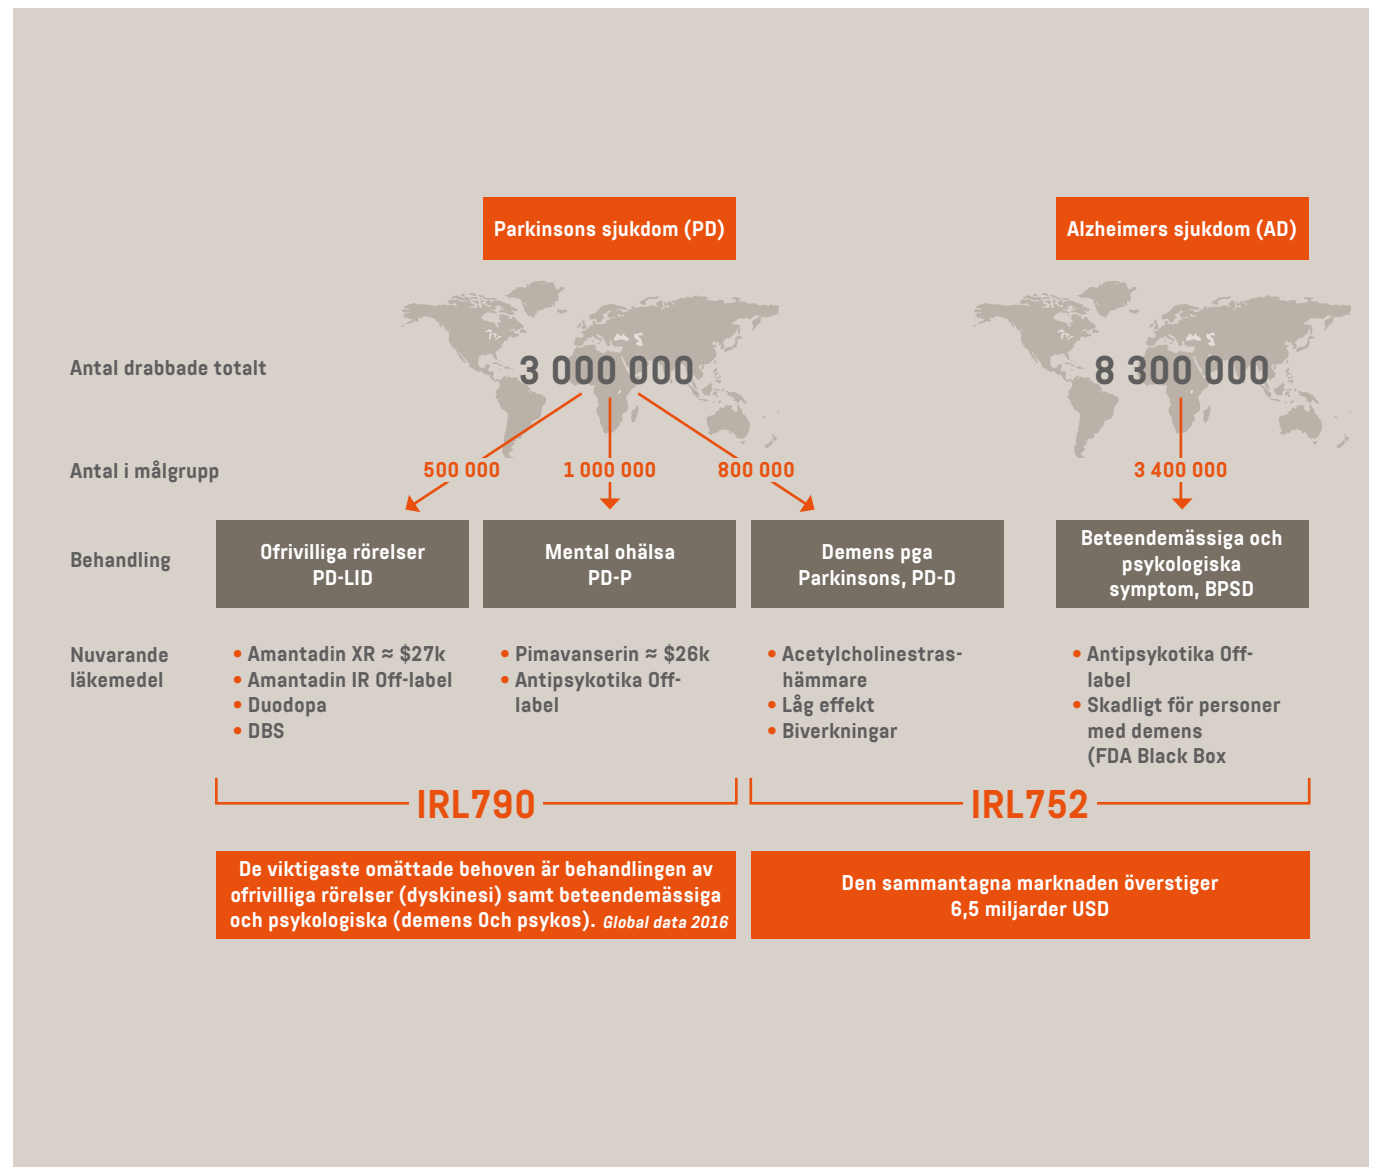 Parkinsons sjukdom (PD)
Alzheimers sjukdom (AD)
Antal drabbade totalt
3 000 000
8 300 000
Antal i målgrupp
500 000
1 000 000
800 000
3 400 000
Behandling
Ofrivilliga rörelser
PD-LID
Mental ohälsa
PD-P
Demens pga
Parkinsons, PD-D
Beteendemässiga och
psykologiska
symptom, BPSD
Nuvarande
läkemedel
• Amantadin XR ≈ $27k
• Amantadin IR Off-label
• Duodopa
• DBS
• Pimavanserin ≈ $26k
• Antipsykotika Off-
label
• Acetylcholinestras-
hämmare
• Låg effekt
• Biverkningar
• Antipsykotika Off-
label
• Skadligt för personer
med demens
(FDA Black Box
IRL790
IRL752
De viktigaste omättade behoven är behandlingen av
ofrivilliga rörelser (dyskinesi) samt beteendemässiga
och psykologiska (demens 0ch psykos). Global data 2016
Den sammantagna marknaden överstiger
6,5 miljarder USD